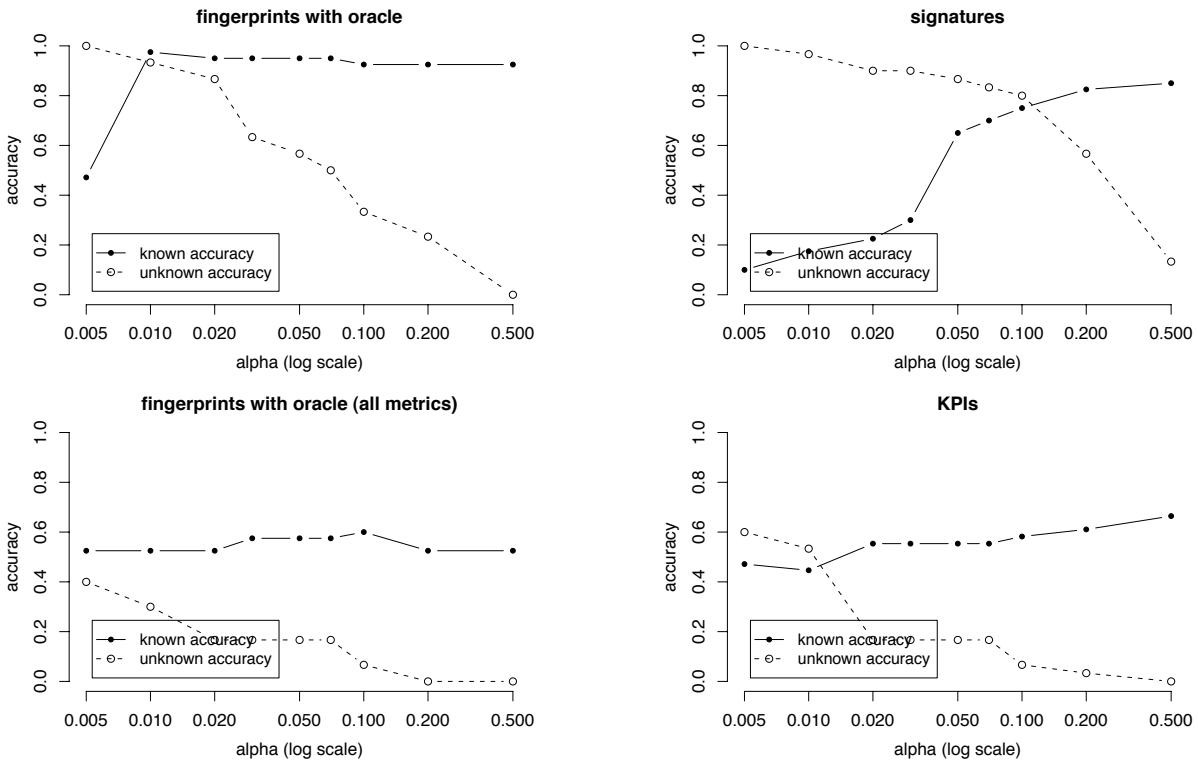 fingerprints with oracle
accuracy
0.0 0.2 0.4 0.6 0.8 1.0
known accuracy
unknown accuracy
0.005 0.010 0.020 0.050 0.100 0.200 0.500
alpha (log scale)
signatures
accuracy
0.0 0.2 0.4 0.6 0.8 1.0
known accuracy
unknown accuracy
0.005 0.010 0.020 0.050 0.100 0.200 0.500
alpha (log scale)
fingerprints with oracle (all metrics)
accuracy
0.0 0.2 0.4 0.6 0.8 1.0
known accuracy
unknown accuracy
0.005 0.010 0.020 0.050 0.100 0.200 0.500
alpha (log scale)
KPIs
accuracy
0.0 0.2 0.4 0.6 0.8 1.0
known accuracy
unknown accuracy
0.005 0.010 0.020 0.050 0.100 0.200 0.500
alpha (log scale)